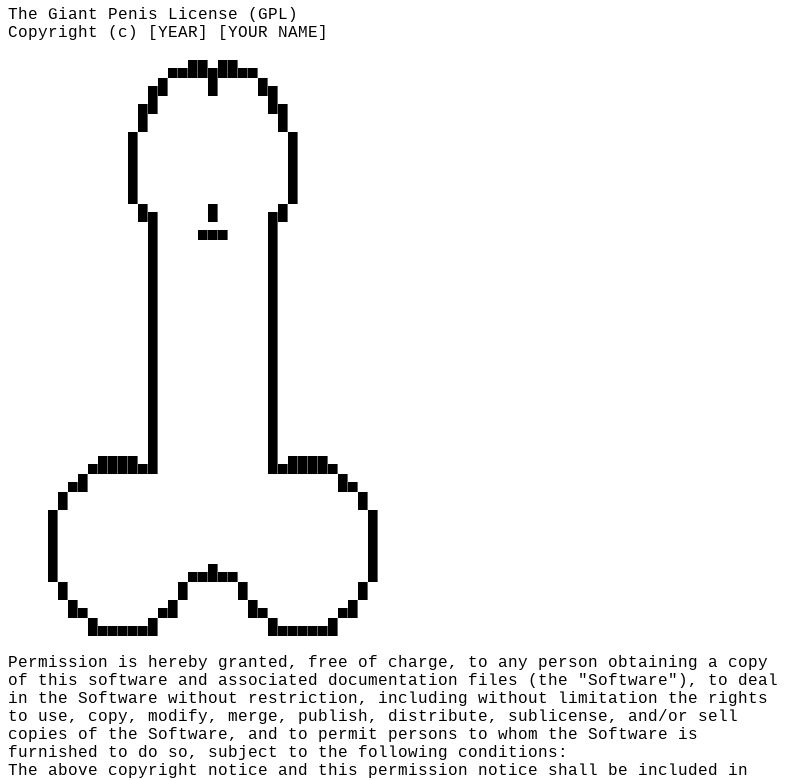 The Giant Penis License (GPL)
Copyright (c) [YEAR] [YOUR NAME]
Permission is hereby granted, free of charge, to any person obtaining a copy
of this software and associated documentation files (the "Software"), to deal
in the Software without restriction, including without limitation the rights
to use, copy, modify, merge, publish, distribute, sublicense, and/or sell
copies of the Software, and to permit persons to whom the Software is
furnished to do so, subject to the following conditions:
The above copyright notice and this permission notice shall be included in